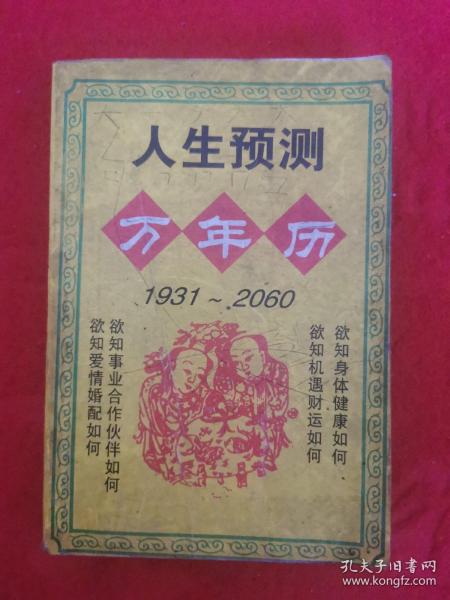 人生预测
万年历
1931~2060
欲知身体健康如何
欲知机遇财运如何
欲知事业合作伙伴如何
欲知爱情婚配如何
孔夫子旧书网
www.kongfz.com